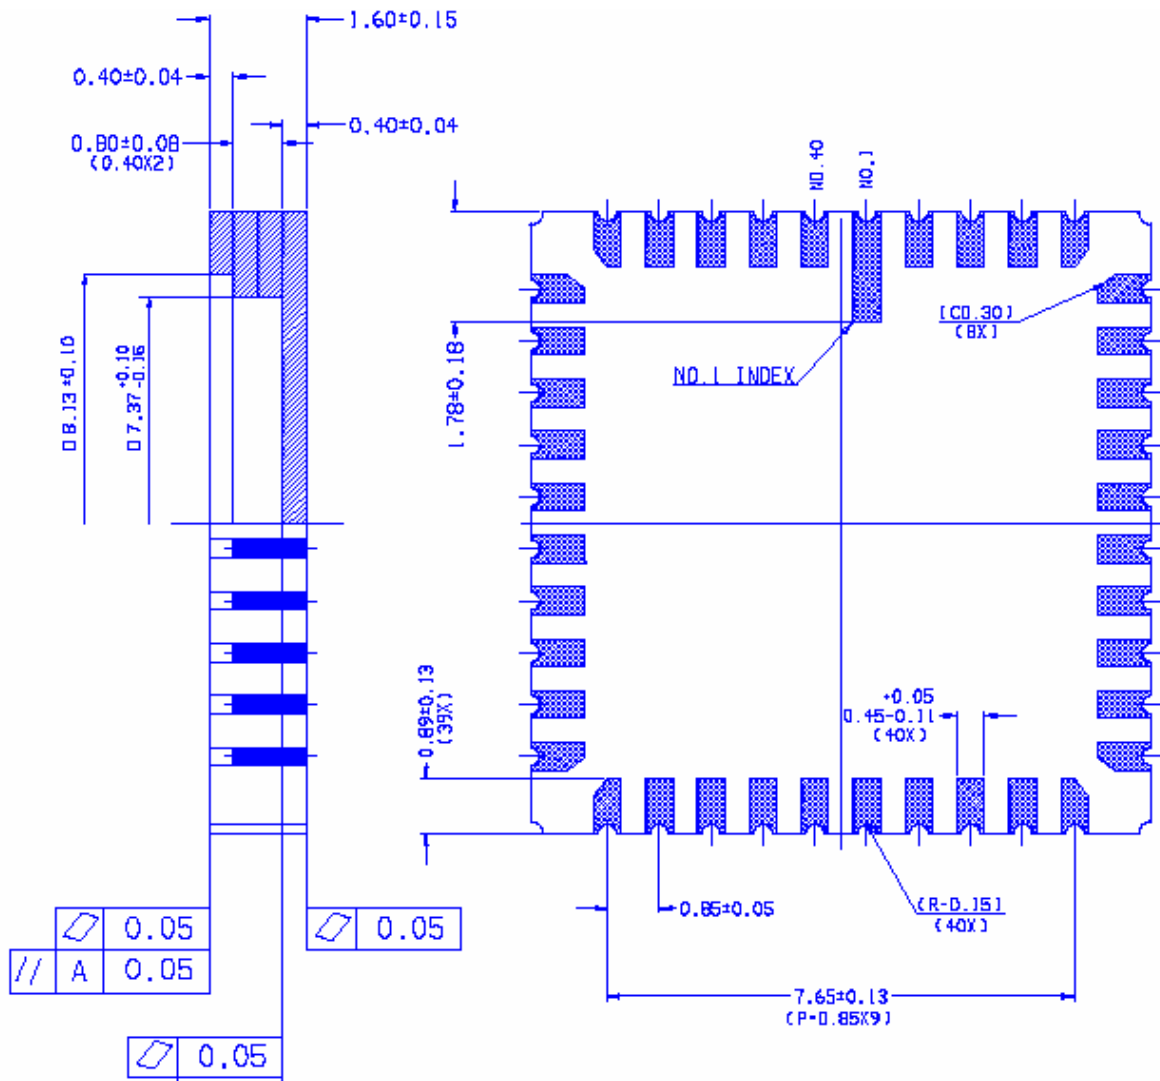 1.60±0.15
0.40±0.04
0.40±0.04
0.80±0.08
(0.40X2)
NO.40
NO.1
□8.13±0.10
+0.10
□7.37-0.16
1.78±0.18
(C0.30)
(8X)
NO.1 INDEX
0.89±0.13
(39X)
+0.05
0.45-0.11
(40X)
0.85±0.05
(R-0.15)
(40X)
7.65±0.13
(P-0.85X9)
▱ 0.05
// A 0.05
▱ 0.05
▱ 0.05